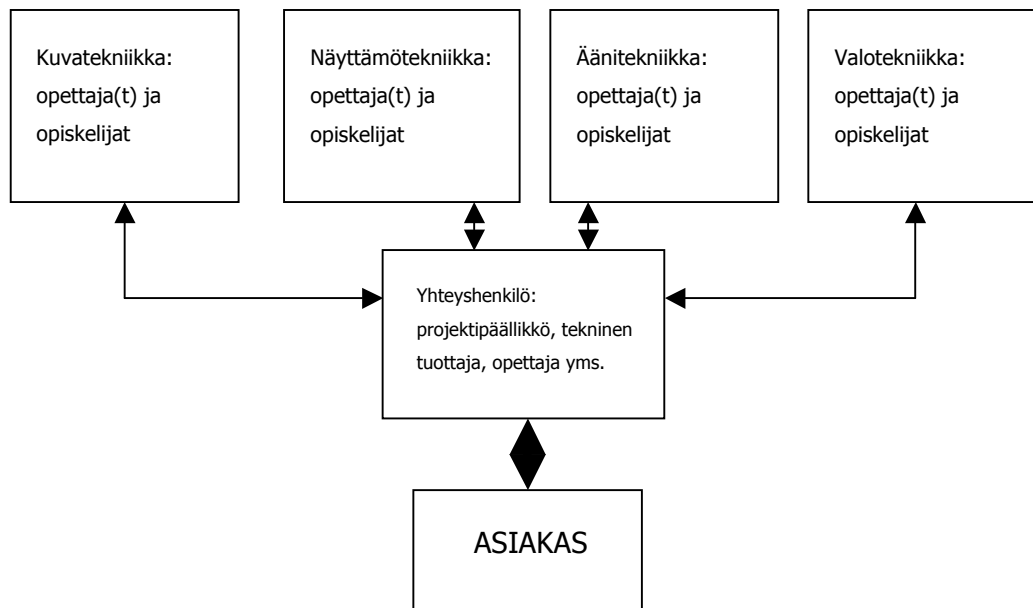 Kuvatekniikka:
opettaja(t) ja
opiskelijat
Näyttämötekniikka:
opettaja(t) ja
opiskelijat
Äänitekniikka:
opettaja(t) ja
opiskelijat
Valotekniikka:
opettaja(t) ja
opiskelijat
Yhteyshenkilö:
projektipäällikkö, tekninen
tuottaja, opettaja yms.
ASIAKAS